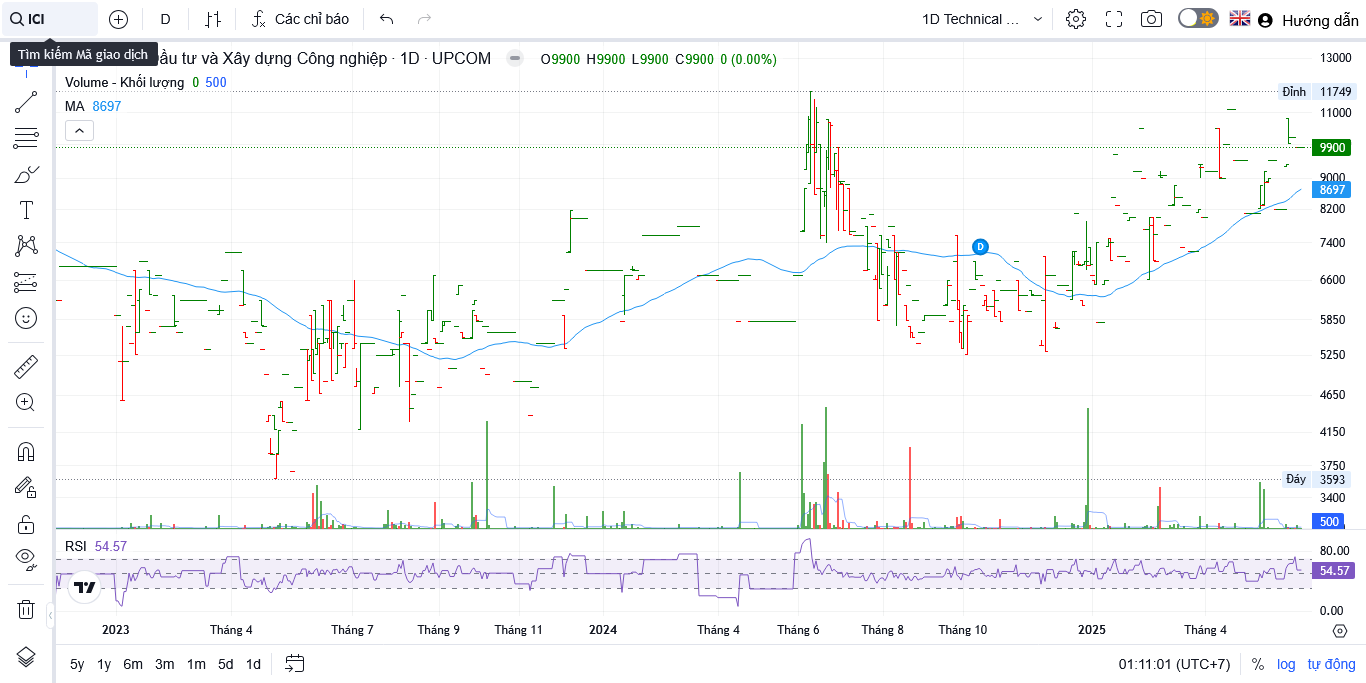 ICI
D
Các chỉ báo
1D Technical ...
Hướng dẫn
Tìm kiếm Mã giao dịch
ầu tư và Xây dựng Công nghiệp · 1D · UPCOM
O9900 H9900 L9900 C9900 0 (0.00%)
Volume - Khối lượng 0 500
MA 8697
13000
Đỉnh 11749
11000
9900
9000
8697
8200
7400
D
6600
5850
5250
4650
4150
3750
Đáy 3593
3400
500
RSI 54.57
80.00
54.57
0.00
2023 Tháng 4 Tháng 7 Tháng 9 Tháng 11 2024 Tháng 4 Tháng 6 Tháng 8 Tháng 10 2025 Tháng 4
5y 1y 6m 3m 1m 5d 1d
01:11:01 (UTC+7) % log tự động